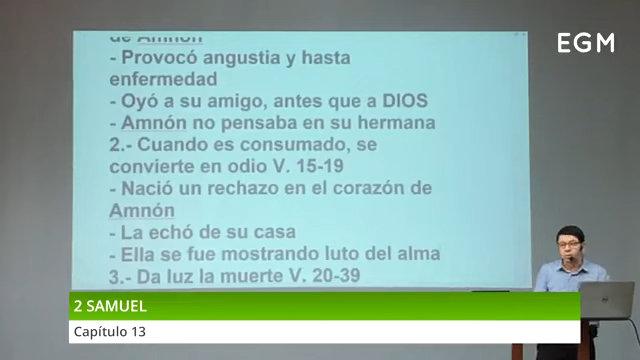 de Amnón
EGM
- Provocó angustia y hasta
enfermedad
- Oyó a su amigo, antes que a DIOS
- Amnón no pensaba en su hermana
2.- Cuando es consumado, se
convierte en odio V. 15-19
- Nació un rechazo en el corazón de
Amnón
- La echó de su casa
- Ella se fue mostrando luto del alma
3.- Da luz la muerte V. 20-39
2 SAMUEL
Capítulo 13